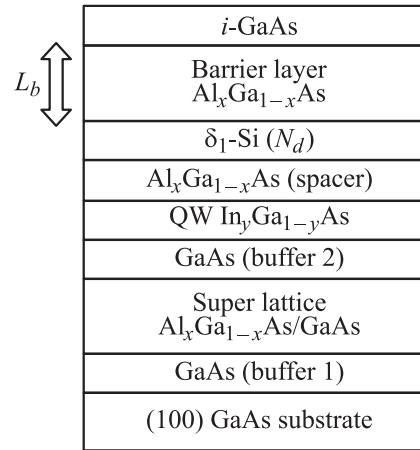 i-GaAs
L_b
Barrier layer
Al_xGa_{1−x}As
δ_1-Si (N_d)
Al_xGa_{1−x}As (spacer)
QW In_yGa_{1−y}As
GaAs (buffer 2)
Super lattice
Al_xGa_{1−x}As/GaAs
GaAs (buffer 1)
(100) GaAs substrate